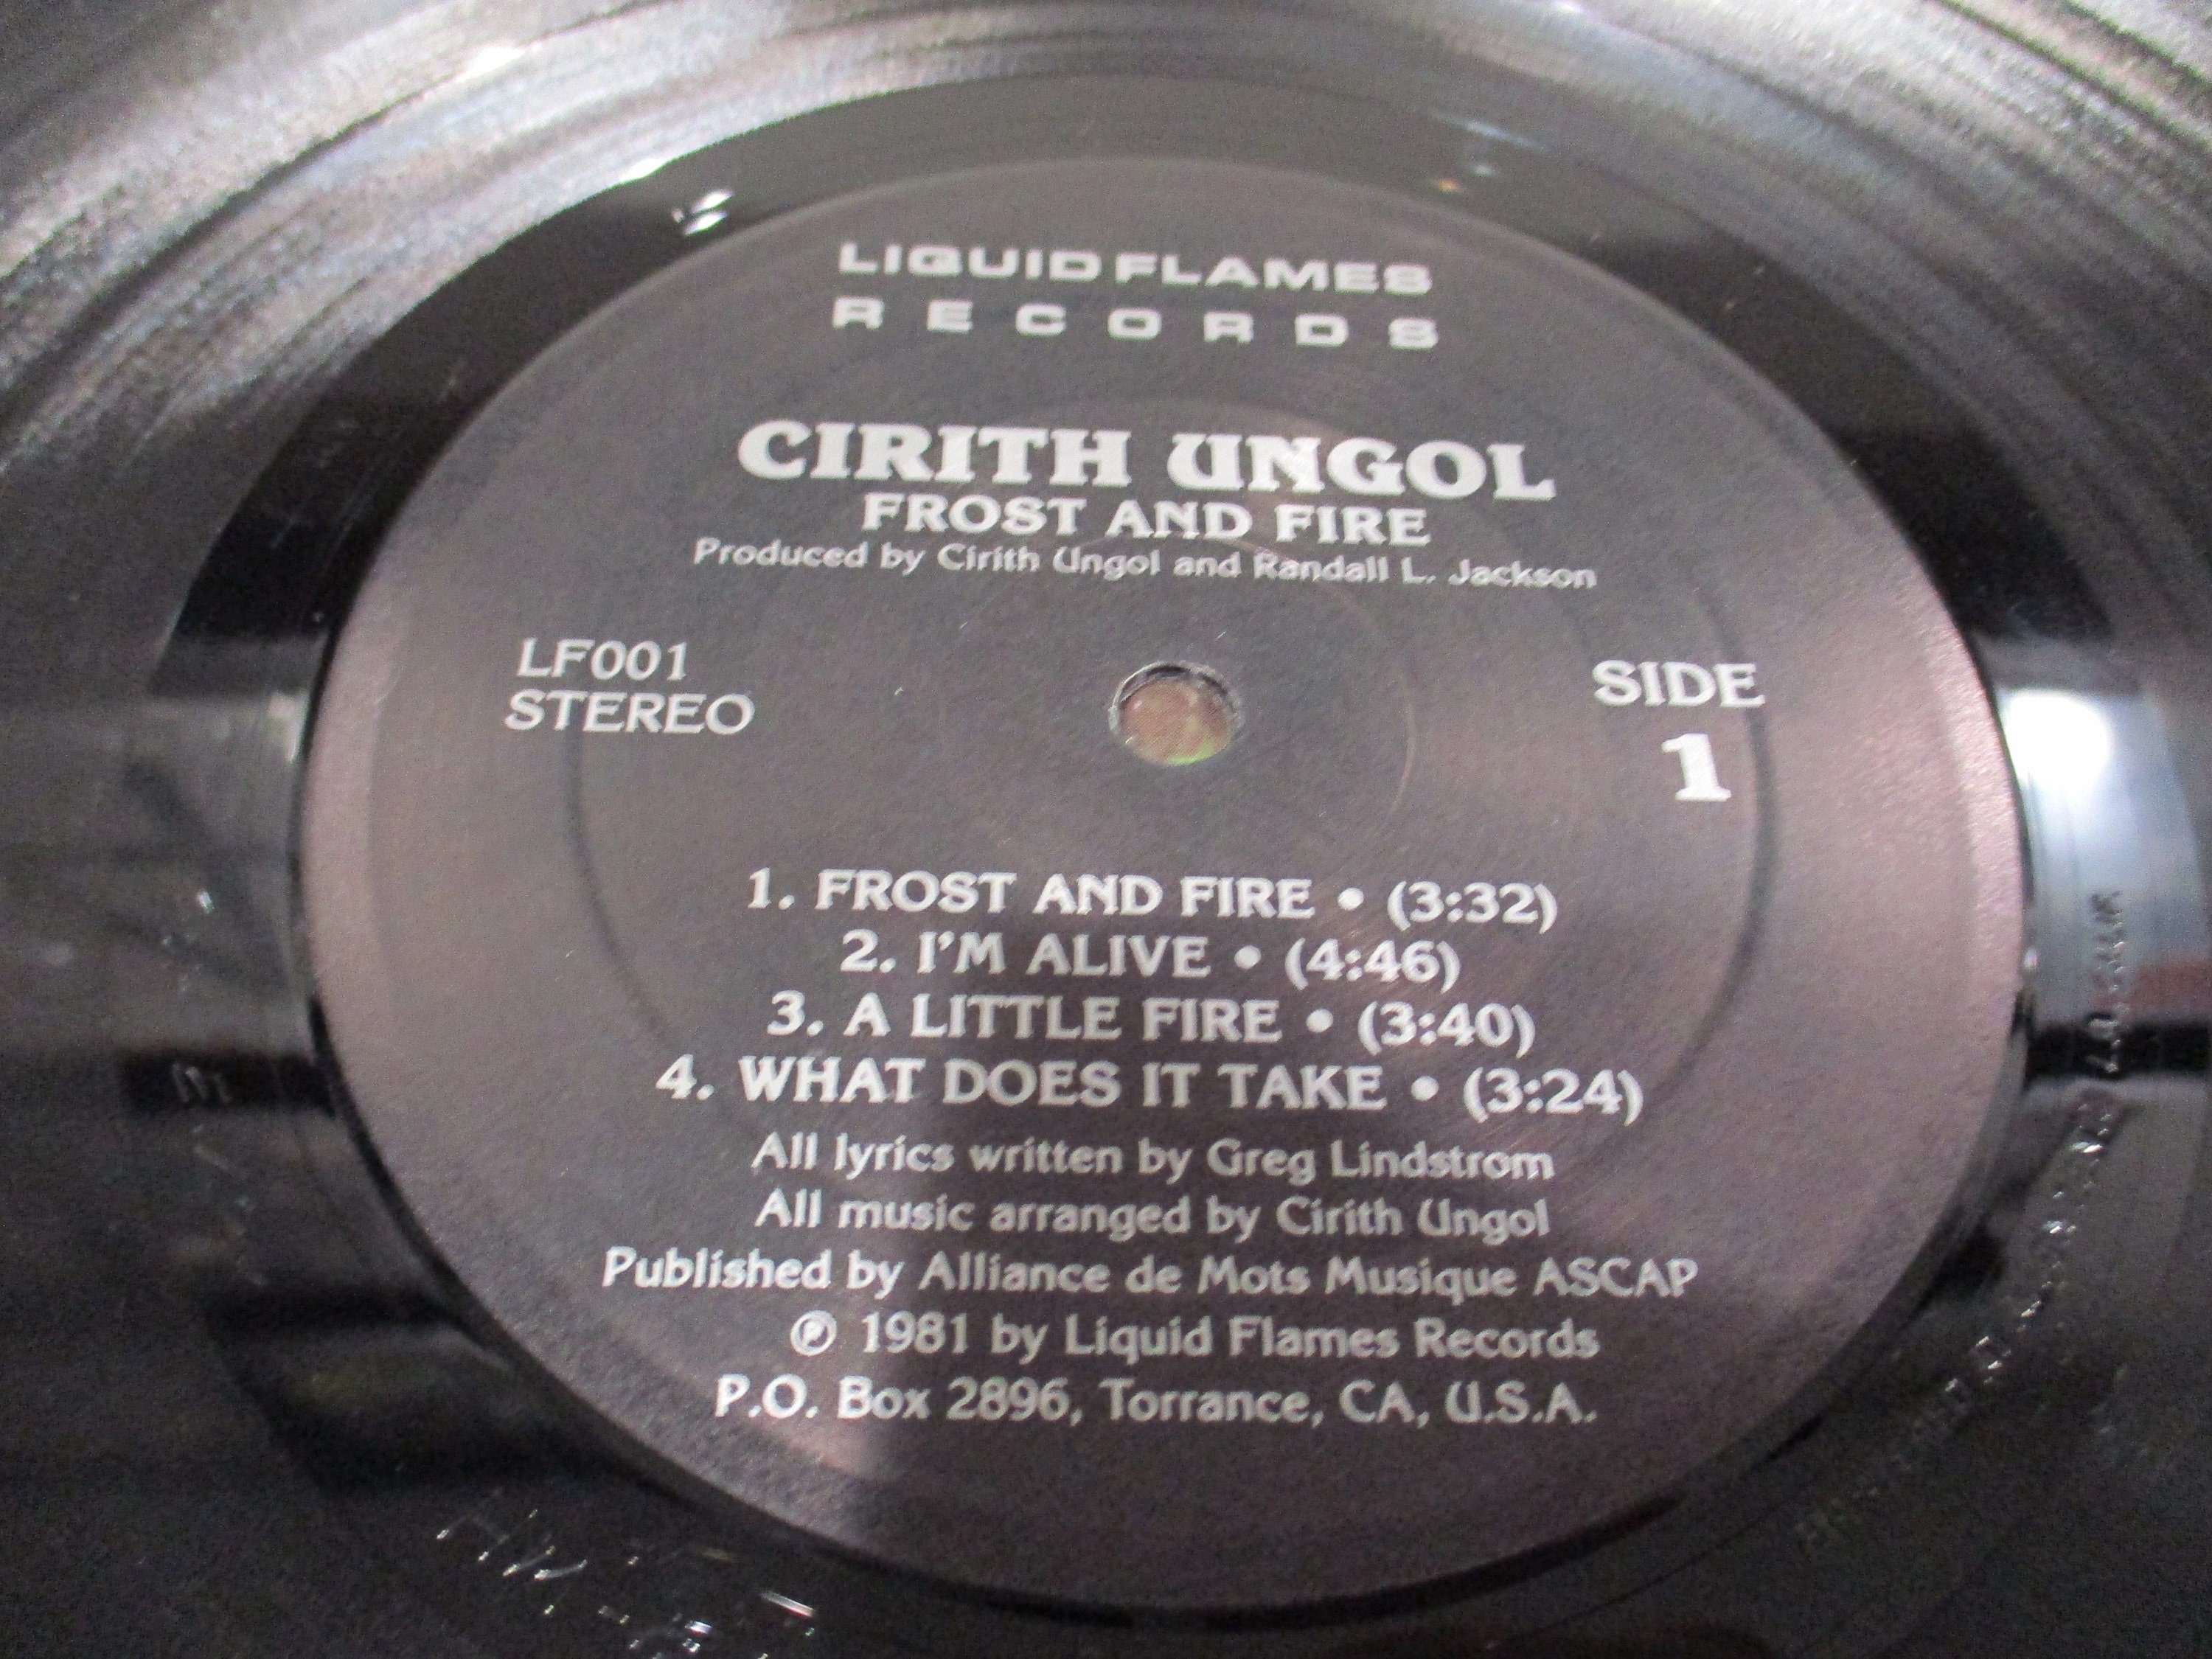 LIQUID FLAMES
RECORDS
CIRITH UNGOL
FROST AND FIRE
Produced by Cirith Ungol and Randall L. Jackson
LF001
STEREO
SIDE
1
1. FROST AND FIRE • (3:32)
2. I'M ALIVE • (4:46)
3. A LITTLE FIRE • (3:40)
4. WHAT DOES IT TAKE • (3:24)
All lyrics written by Greg Lindstrom
All music arranged by Cirith Ungol
Published by Alliance de Mots Musique ASCAP
℗ 1981 by Liquid Flames Records
P.O. Box 2896, Torrance, CA, U.S.A.